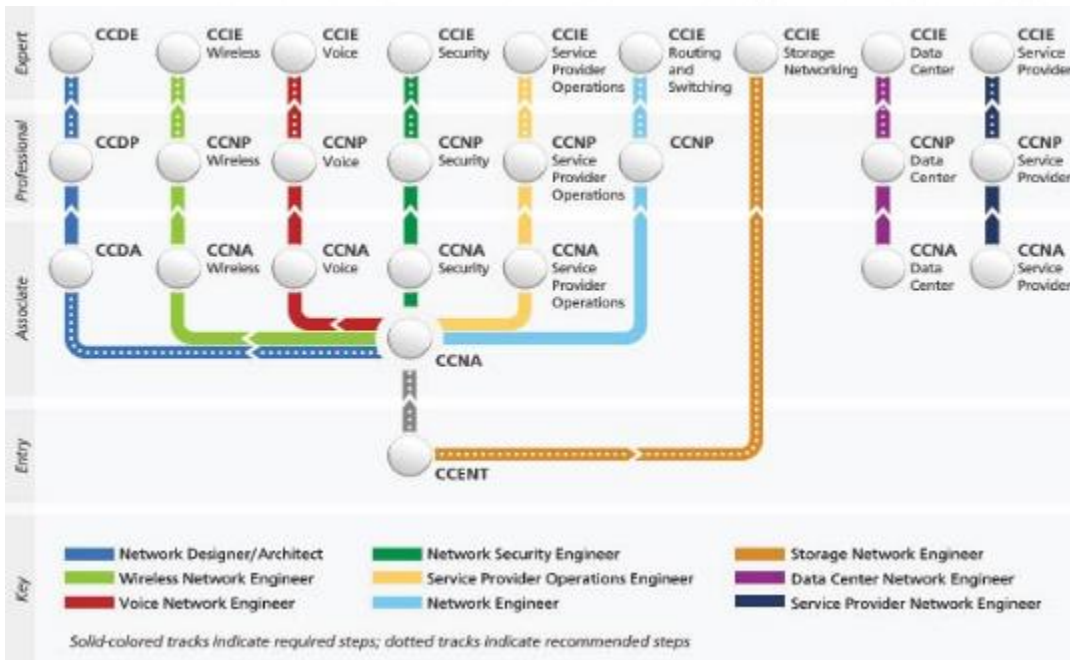 Expert
CCDE
CCIE
Wireless
CCIE
Voice
CCIE
Security
CCIE
Service
Provider
Operations
CCIE
Routing
and
Switching
CCIE
Storage
Networking
CCIE
Data
Center
CCIE
Service
Provider
Professional
CCDP
CCNP
Wireless
CCNP
Voice
CCNP
Security
CCNP
Service
Provider
Operations
CCNP
CCNP
Data
Center
CCNP
Service
Provider
Associate
CCDA
CCNA
Wireless
CCNA
Voice
CCNA
Security
CCNA
Service
Provider
Operations
CCNA
Data
Center
CCNA
Service
Provider
CCNA
Entry
CCENT
Key
Network Designer/Architect
Wireless Network Engineer
Voice Network Engineer
Network Security Engineer
Service Provider Operations Engineer
Network Engineer
Storage Network Engineer
Data Center Network Engineer
Service Provider Network Engineer
Solid-colored tracks indicate required steps; dotted tracks indicate recommended steps